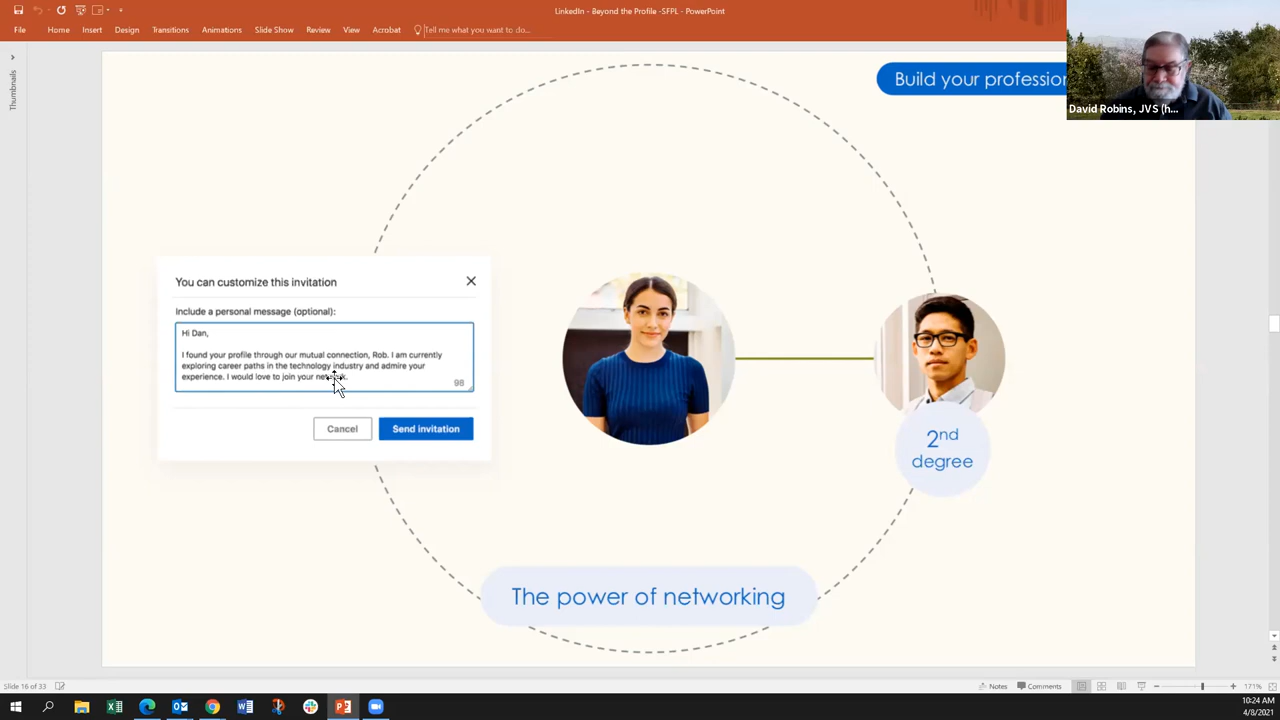 LinkedIn - Beyond the Profile -SFPL - PowerPoint
File Home Insert Design Transitions Animations Slide Show Review View Acrobat Tell me what you want to do...
Thumbnails
Build your profession
David Robins, JVS (h...
You can customize this invitation
Include a personal message (optional):
Hi Dan,
I found your profile through our mutual connection, Rob. I am currently
exploring career paths in the technology industry and admire your
experience. I would love to join your network.
98
Cancel Send invitation
2nd
degree
The power of networking
Slide 16 of 33 Notes Comments 171%
10:24 AM
4/8/2021